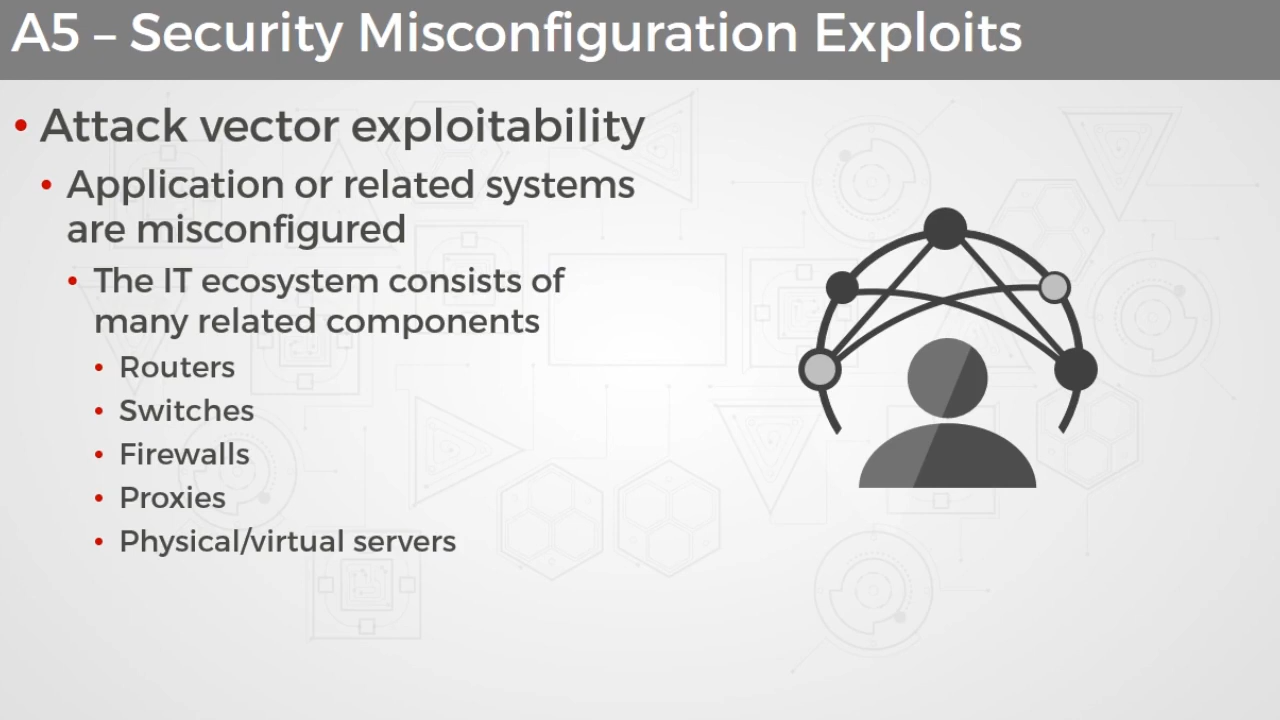 A5 – Security Misconfiguration Exploits
• Attack vector exploitability
• Application or related systems
are misconfigured
• The IT ecosystem consists of
many related components
• Routers
• Switches
• Firewalls
• Proxies
• Physical/virtual servers